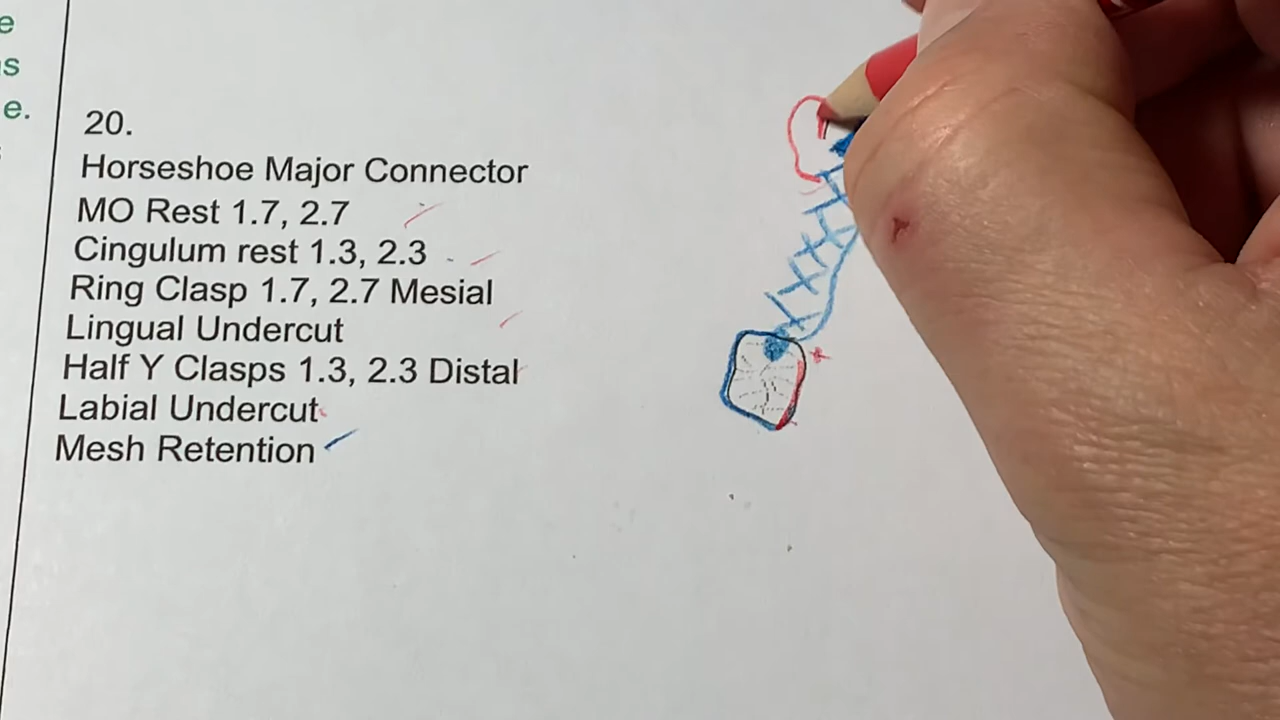 e
s
e.
20.
Horseshoe Major Connector
MO Rest 1.7, 2.7
Cingulum rest 1.3, 2.3
Ring Clasp 1.7, 2.7 Mesial
Lingual Undercut
Half Y Clasps 1.3, 2.3 Distal
Labial Undercut
Mesh Retention